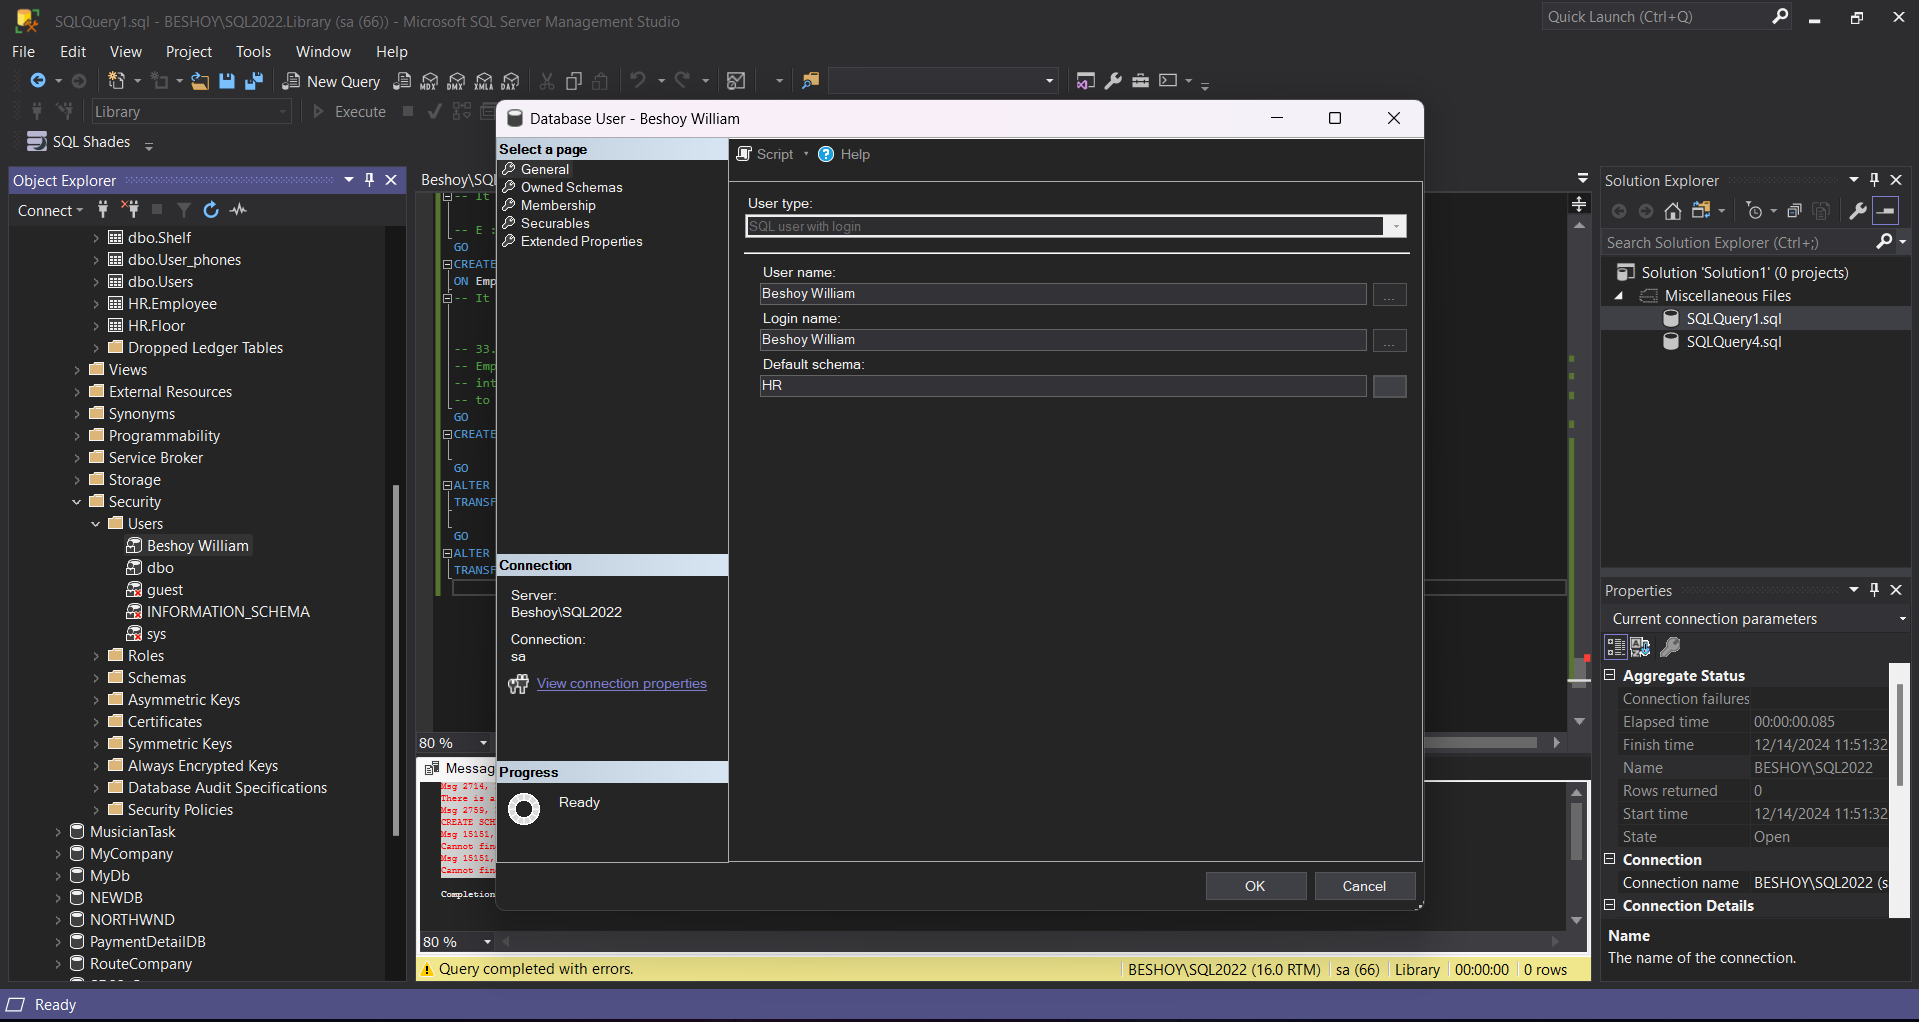 SQLQuery1.sql - BESHOY\SQL2022.Library (sa (66)) - Microsoft SQL Server Management Studio
Quick Launch (Ctrl+Q)
File Edit View Project Tools Window Help
New Query MDX DMX XMLA DAX
Library Execute
SQL Shades
Object Explorer
Connect
dbo.Shelf
dbo.User_phones
dbo.Users
HR.Employee
HR.Floor
Dropped Ledger Tables
Views
External Resources
Synonyms
Programmability
Service Broker
Storage
Security
Users
Beshoy William
dbo
guest
INFORMATION_SCHEMA
sys
Roles
Schemas
Asymmetric Keys
Certificates
Symmetric Keys
Always Encrypted Keys
Database Audit Specifications
Security Policies
MusicianTask
MyCompany
MyDb
NEWDB
NORTHWND
PaymentDetailDB
RouteCompany
Beshoy\SQL
-- It
-- E :
GO
CREATE
ON Emp
-- It
-- 33.
-- Emp
-- int
-- to
GO
CREATE
GO
ALTER
TRANSF
GO
ALTER
TRANSF
80 %
Messag
Msg 2714,
There is a
Msg 2759,
CREATE SCH
Msg 15151,
Cannot fin
Msg 15151,
Cannot fin
Completion
80 %
Query completed with errors.
BESHOY\SQL2022 (16.0 RTM) sa (66) Library 00:00:00 0 rows
Database User - Beshoy William
Select a page
General
Owned Schemas
Membership
Securables
Extended Properties
Connection
Server:
Beshoy\SQL2022
Connection:
sa
View connection properties
Progress
Ready
Script Help
User type:
SQL user with login
User name:
Beshoy William
...
Login name:
Beshoy William
...
Default schema:
HR
OK Cancel
Solution Explorer
Search Solution Explorer (Ctrl+;)
Solution 'Solution1' (0 projects)
Miscellaneous Files
SQLQuery1.sql
SQLQuery4.sql
Properties
Current connection parameters
Aggregate Status
Connection failures
Elapsed time 00:00:00.085
Finish time 12/14/2024 11:51:32
Name BESHOY\SQL2022
Rows returned 0
Start time 12/14/2024 11:51:32
State Open
Connection
Connection name BESHOY\SQL2022 (s
Connection Details
Name
The name of the connection.
Ready